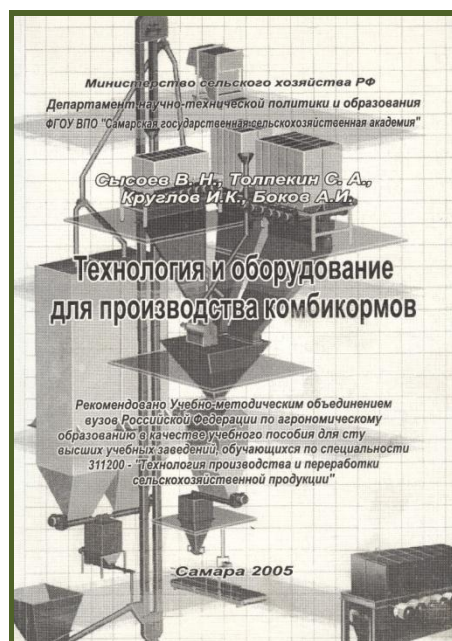 Министерство сельского хозяйства РФ
Департамент научно-технической политики и образования
ФГОУ ВПО "Самарская государственная сельскохозяйственная академия"
Сысоев В. Н., Толпекин С. А.,
Круглов И.К., Боков А.И.
Технология и оборудование
для производства комбикормов
Рекомендовано Учебно-методическим объединением
вузов Российской Федерации по агрономическому
образованию в качестве учебного пособия для сту
высших учебных заведений, обучающихся по специальности
311200 - "Технология производства и переработки
сельскохозяйственной продукции"
Самара 2005